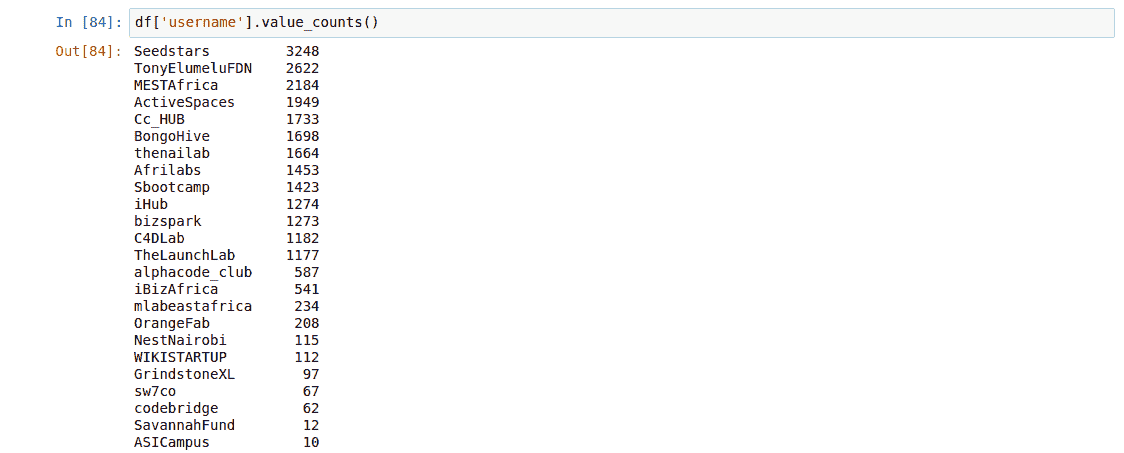 In [84]: df['username'].value_counts()
Out[84]: Seedstars 3248
TonyElumeluFDN 2622
MESTAfrica 2184
ActiveSpaces 1949
Cc_HUB 1733
BongoHive 1698
thenailab 1664
Afrilabs 1453
Sbootcamp 1423
iHub 1274
bizspark 1273
C4DLab 1182
TheLaunchLab 1177
alphacode_club 587
iBizAfrica 541
mlabeastafrica 234
OrangeFab 208
NestNairobi 115
WIKISTARTUP 112
GrindstoneXL 97
sw7co 67
codebridge 62
SavannahFund 12
ASICampus 10